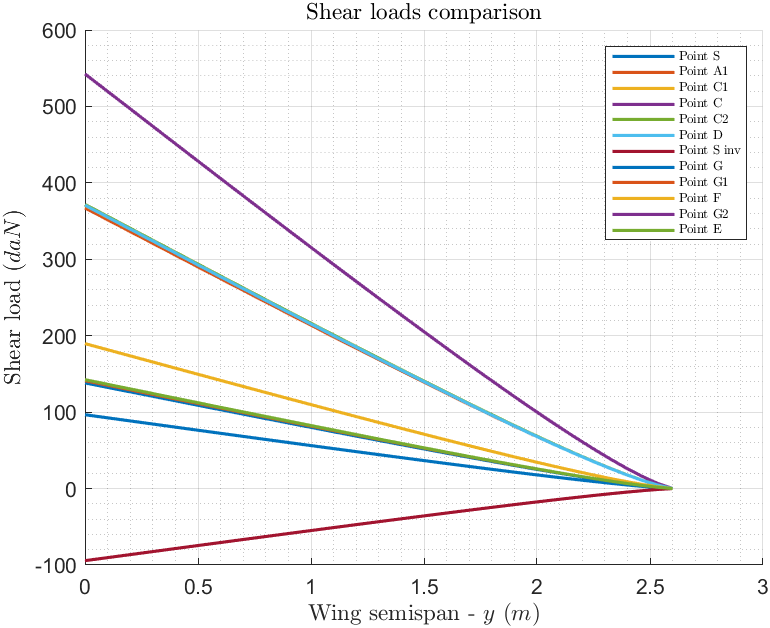 Shear loads comparison
600
500
400
300
200
100
0
-100
Shear load (daN)
Point S
Point A1
Point C1
Point C
Point C2
Point D
Point S inv
Point G
Point G1
Point F
Point G2
Point E
0 0.5 1 1.5 2 2.5 3
Wing semispan - y (m)